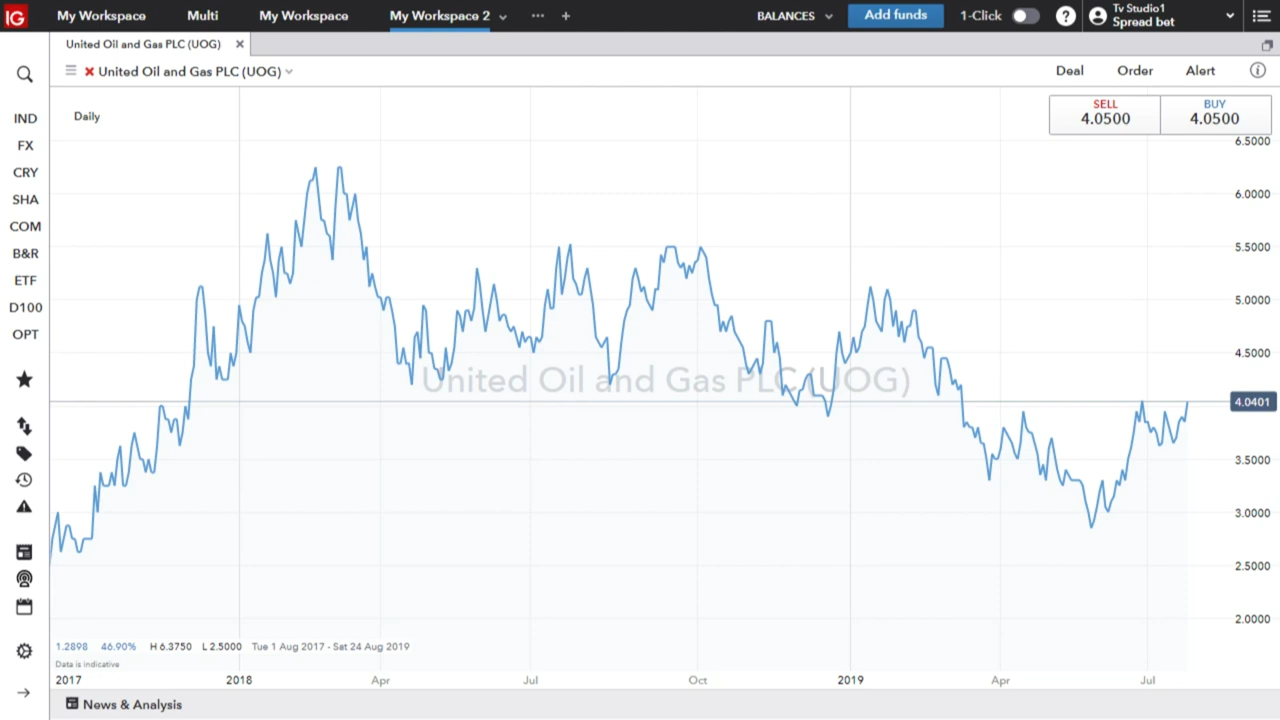 IG My Workspace Multi My Workspace My Workspace 2 ··· + BALANCES Add funds 1-Click ? Tv Studio1
Spread bet
United Oil and Gas PLC (UOG) ×
United Oil and Gas PLC (UOG) Deal Order Alert
IND
FX
CRY
SHA
COM
B&R
ETF
D100
OPT
Daily
SELL
4.0500
BUY
4.0500
6.5000
6.0000
5.5000
5.0000
4.5000
4.0401
3.5000
3.0000
2.5000
2.0000
United Oil and Gas PLC (UOG)
1.2898 46.90% H 6.3750 L 2.5000 Tue 1 Aug 2017 - Sat 24 Aug 2019
Data is indicative
2017 2018 Apr Jul Oct 2019 Apr Jul
News & Analysis